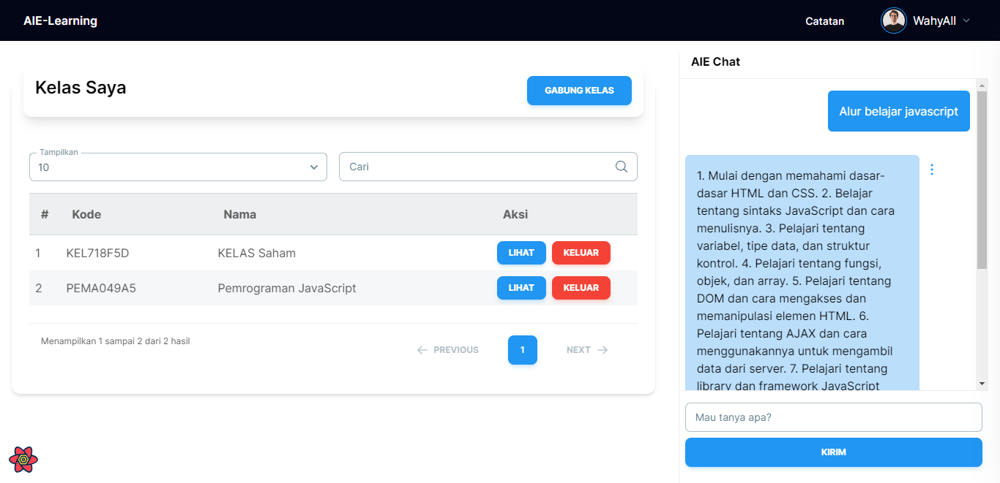 AIE-Learning
Catatan
WahyAll
Kelas Saya
GABUNG KELAS
Tampilkan
10
Cari
# Kode Nama Aksi
1 KEL718F5D KELAS Saham LIHAT KELUAR
2 PEMA049A5 Pemrograman JavaScript LIHAT KELUAR
Menampilkan 1 sampai 2 dari 2 hasil
PREVIOUS 1 NEXT
AIE Chat
Alur belajar javascript
1. Mulai dengan memahami dasar-
dasar HTML dan CSS. 2. Belajar
tentang sintaks JavaScript dan cara
menulisnya. 3. Pelajari tentang
variabel, tipe data, dan struktur
kontrol. 4. Pelajari tentang fungsi,
objek, dan array. 5. Pelajari tentang
DOM dan cara mengakses dan
memanipulasi elemen HTML. 6.
Pelajari tentang AJAX dan cara
menggunakannya untuk mengambil
data dari server. 7. Pelajari tentang
library dan framework JavaScript
Mau tanya apa?
KIRIM